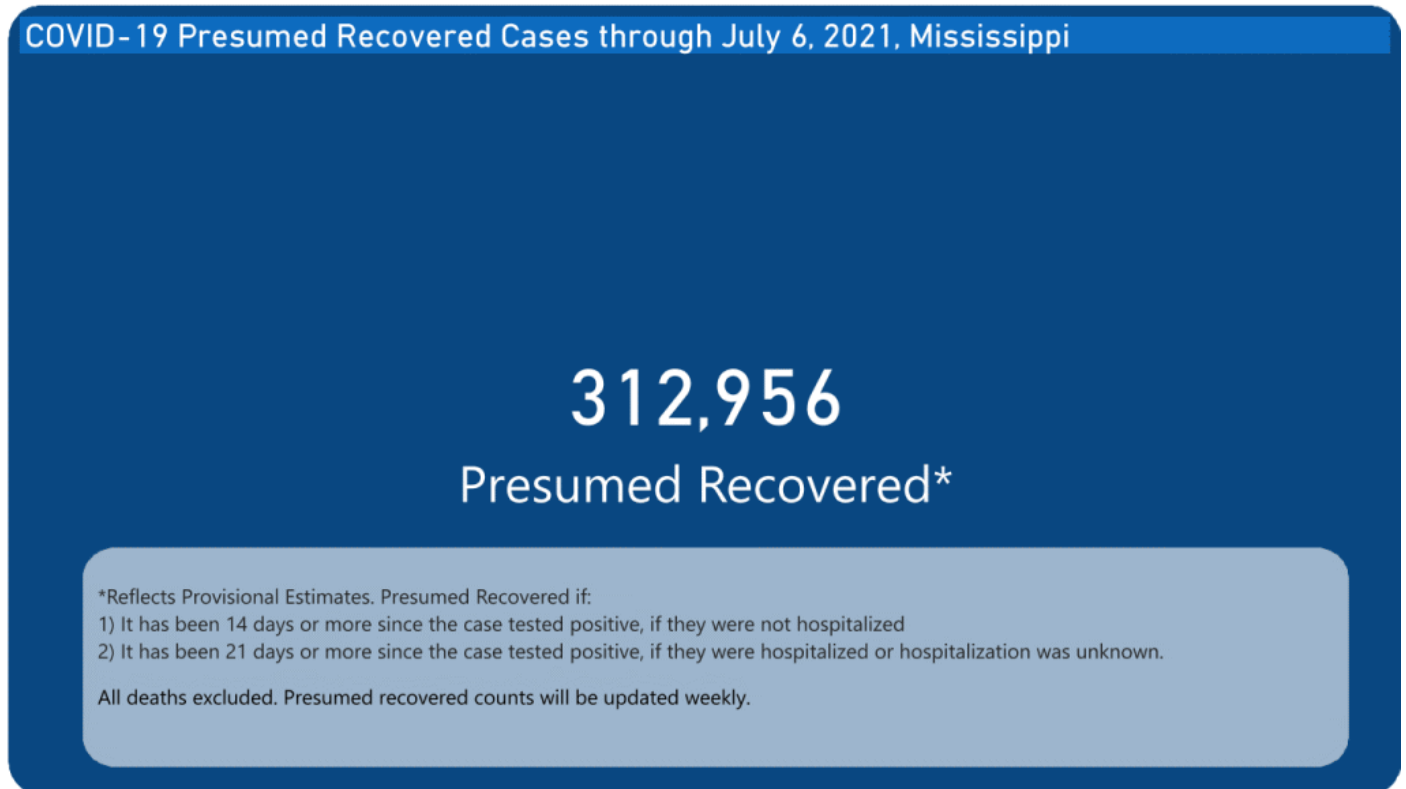 COVID-19 Presumed Recovered Cases through July 6, 2021, Mississippi
312,956
Presumed Recovered*
*Reflects Provisional Estimates. Presumed Recovered if:
1) It has been 14 days or more since the case tested positive, if they were not hospitalized
2) It has been 21 days or more since the case tested positive, if they were hospitalized or hospitalization was unknown.
All deaths excluded. Presumed recovered counts will be updated weekly.